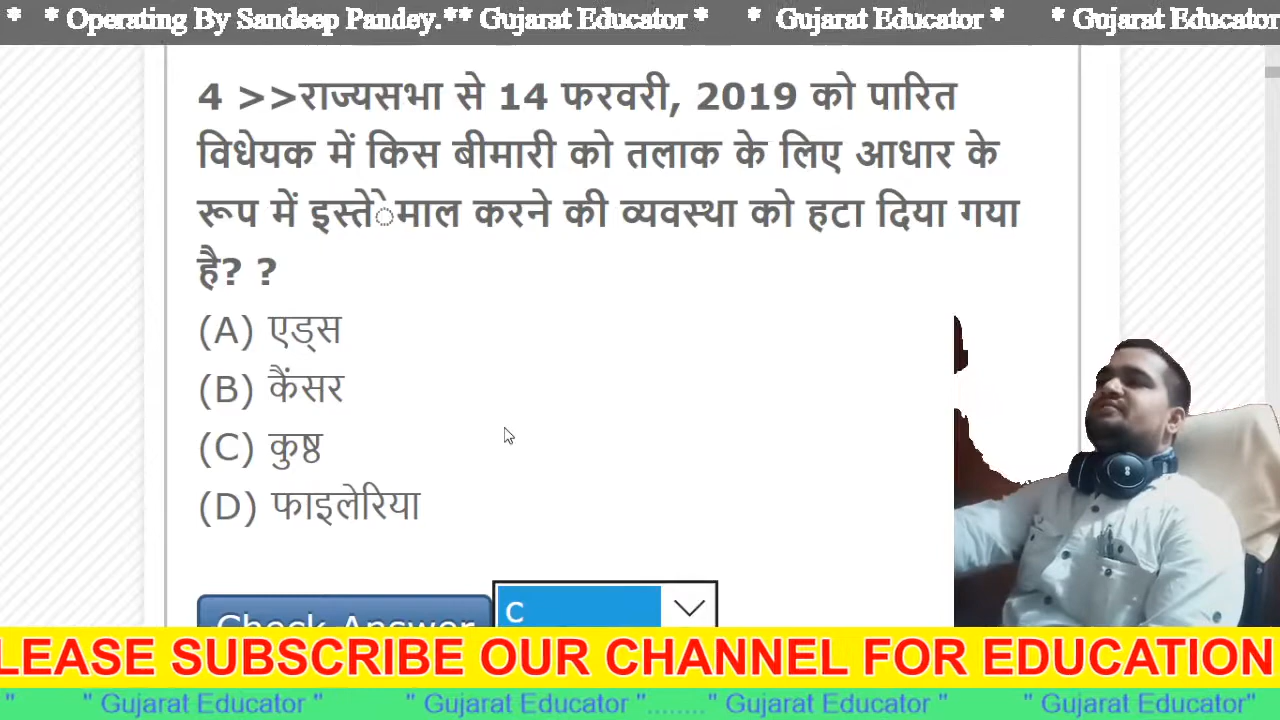 * * Operating By Sandeep Pandey.** Gujarat Educator * * Gujarat Educator * * Gujarat Educator
4 >>राज्यसभा से 14 फरवरी, 2019 को पारित
विधेयक में किस बीमारी को तलाक के लिए आधार के
रूप में इस्तेेमाल करने की व्यवस्था को हटा दिया गया
है? ?
(A) एड्स
(B) कैंसर
(C) कुष्ठ
(D) फाइलेरिया
Check Answer C
LEASE SUBSCRIBE OUR CHANNEL FOR EDUCATION
" " Gujarat Educator " " Gujarat Educator ........ " Gujarat Educator " " Gujarat Educator"